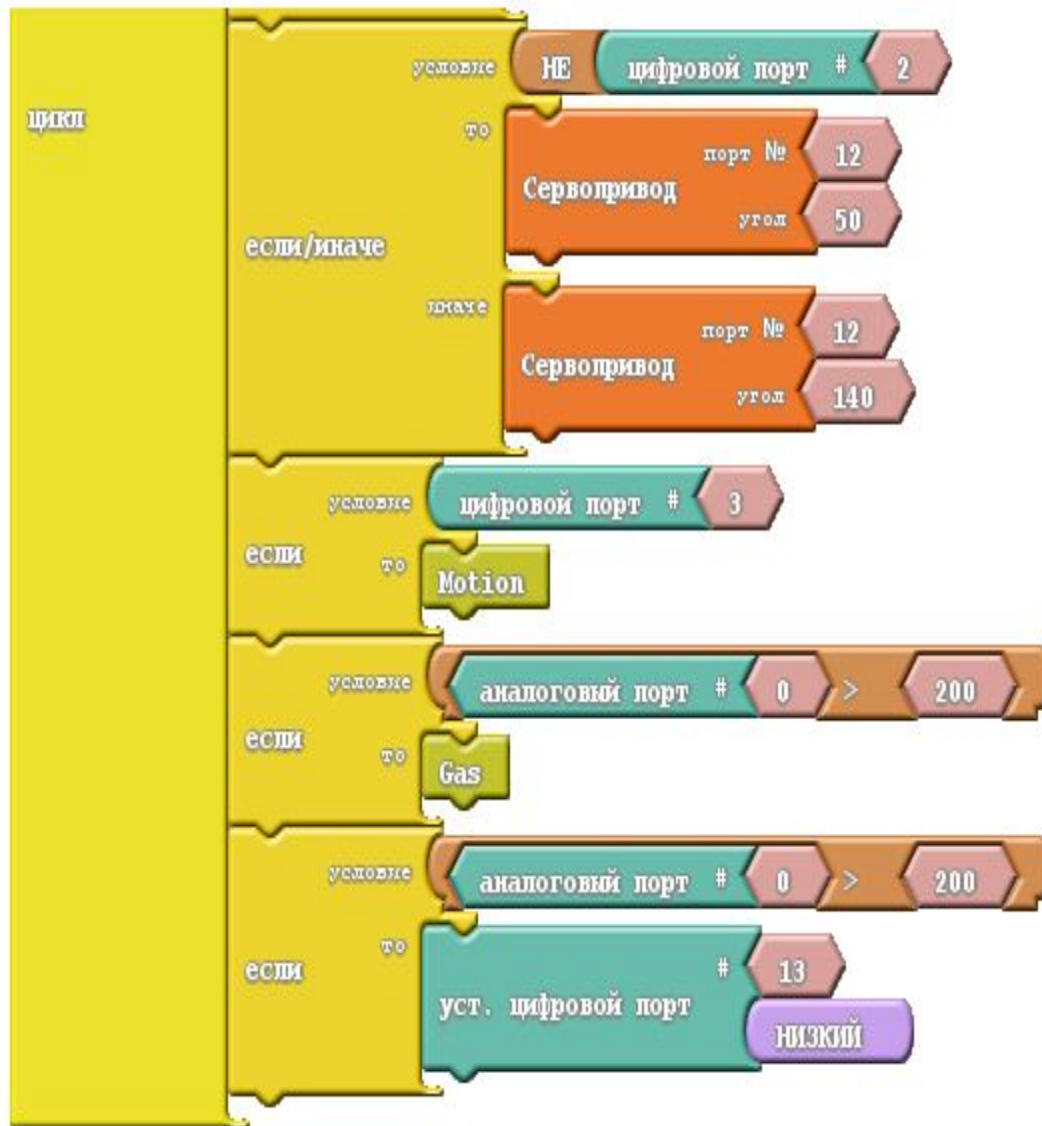 цикл
условие НЕ цифровой порт # 2
то
порт № 12
Сервопривод
угол 50
если/иначе
иначе
порт № 12
Сервопривод
угол 140
условие цифровой порт # 3
если то
Motion
условие аналоговый порт # 0 > 200
если то
Gas
условие аналоговый порт # 0 > 200
то
# 13
если
уст. цифровой порт
НИЗКИЙ